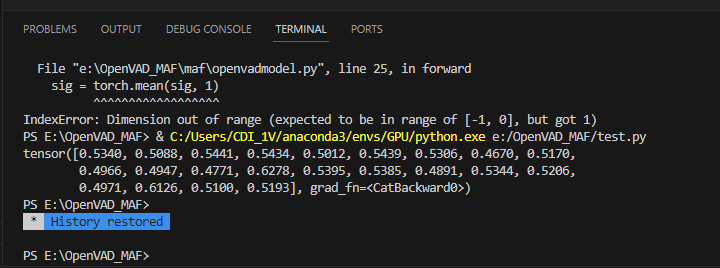 PROBLEMS OUTPUT DEBUG CONSOLE TERMINAL PORTS
File "e:\OpenVAD_MAF\maf\openvadmodel.py", line 25, in forward
sig = torch.mean(sig, 1)
^^^^^^^^^^^^^^^^^^
IndexError: Dimension out of range (expected to be in range of [-1, 0], but got 1)
PS E:\OpenVAD_MAF> & C:/Users/CDI_1V/anaconda3/envs/GPU/python.exe e:/OpenVAD_MAF/test.py
tensor([0.5340, 0.5088, 0.5441, 0.5434, 0.5012, 0.5439, 0.5306, 0.4670, 0.5170,
0.4966, 0.4947, 0.4771, 0.6278, 0.5395, 0.5385, 0.4891, 0.5344, 0.5206,
0.4971, 0.6126, 0.5100, 0.5193], grad_fn=<CatBackward0>)
PS E:\OpenVAD_MAF>
* History restored
PS E:\OpenVAD_MAF>